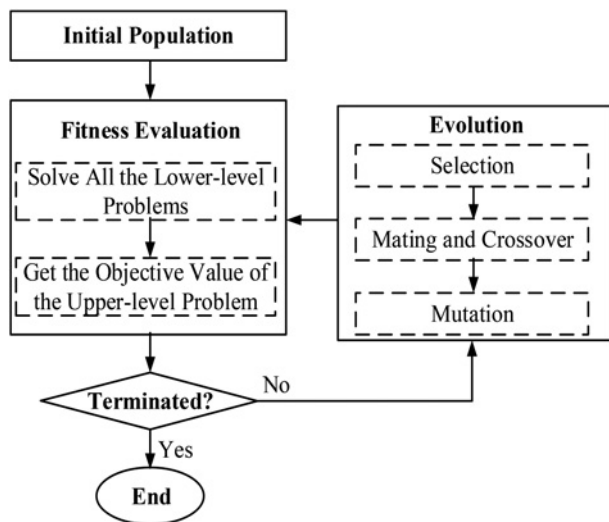 Initial Population
Fitness Evaluation
Solve All the Lower-level
Problems
Get the Objective Value of
the Upper-level Problem
Terminated?
No
Yes
End
Evolution
Selection
Mating and Crossover
Mutation